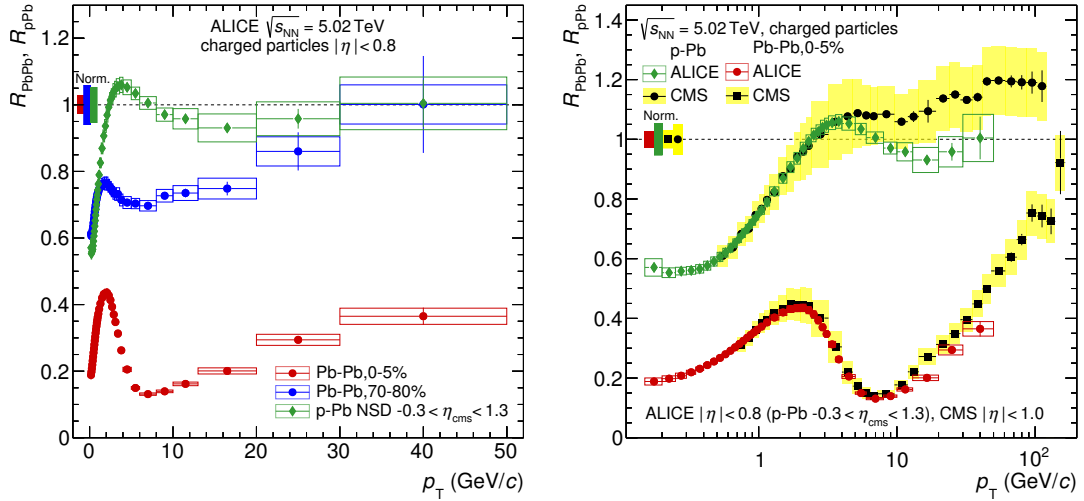 R_PbPb, R_pPb
1.2
1
0.8
0.6
0.4
0.2
0
ALICE √s_NN = 5.02 TeV
charged particles |η|<0.8
Norm.
Pb-Pb,0-5%
Pb-Pb,70-80%
p-Pb NSD -0.3<η_cms<1.3
0 10 20 30 40 50
p_T (GeV/c)
R_PbPb, R_pPb
1.4
1.2
1
0.8
0.6
0.4
0.2
0
√s_NN = 5.02 TeV, charged particles
p-Pb Pb-Pb,0-5%
ALICE ALICE
CMS CMS
Norm.
ALICE |η|<0.8 (p-Pb -0.3<η_cms<1.3), CMS |η|<1.0
1 10 10²
p_T (GeV/c)